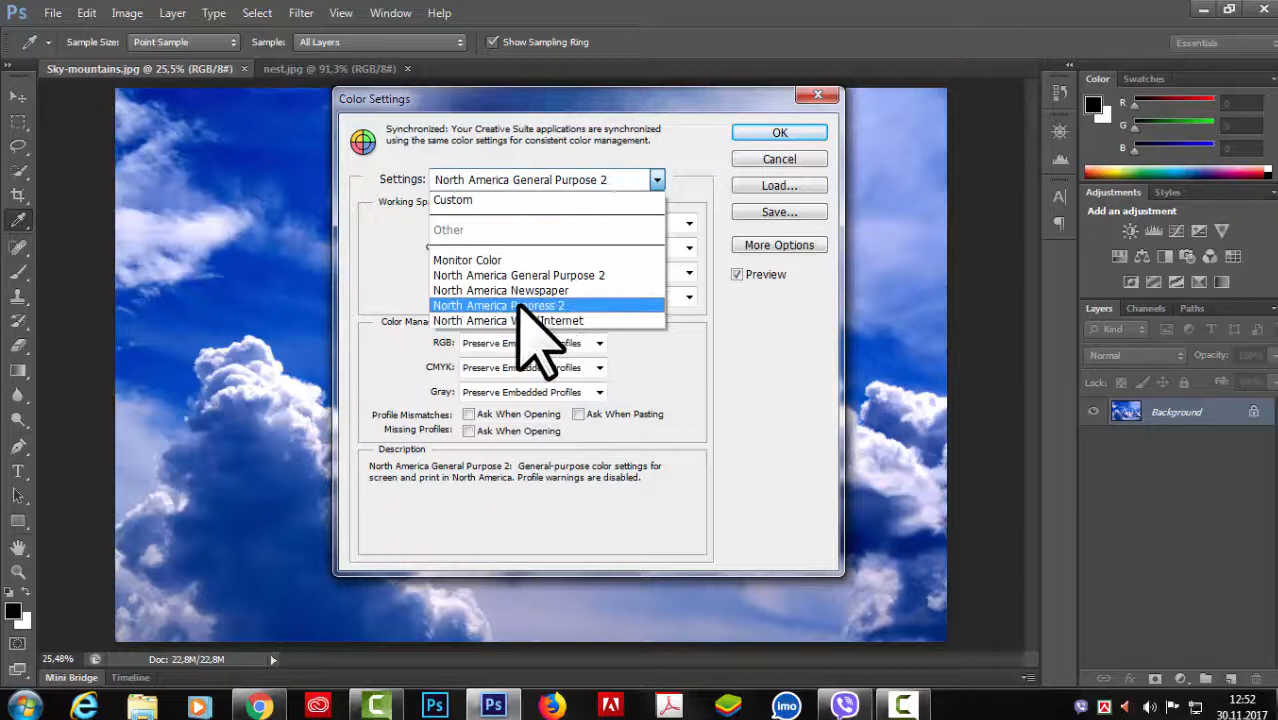 Ps File Edit Image Layer Type Select Filter View Window Help
Sample Size: Point Sample Sample: All Layers Show Sampling Ring Essentials
Sky-mountains.jpg @ 25,5% (RGB/8#) × nest.jpg @ 91,3% (RGB/8#) ×
Color Settings
Synchronized: Your Creative Suite applications are synchronized
using the same color settings for consistent color management.
Settings: North America General Purpose 2
Custom
Other
Monitor Color
North America General Purpose 2
North America Newspaper
North America
North America
OK
Cancel
Load...
Save...
More Options
Preview
RGB: Preserve
CMYK: Preserve
Gray: Preserve Embedded Profiles
Profile Mismatches: Ask When Opening Ask When Pasting
Missing Profiles: Ask When Opening
Description
North America General Purpose 2: General-purpose color settings for
screen and print in North America. Profile warnings are disabled.
Color Swatches
R 0
G 0
B 0
Adjustments Styles
Add an adjustment
Layers Channels Paths
Kind
Normal Opacity: 100%
Lock: Fill:
Background
25,48% Doc: 22,8M/22,8M
Mini Bridge Timeline
Ps Ps imo
12:52
30.11.2017